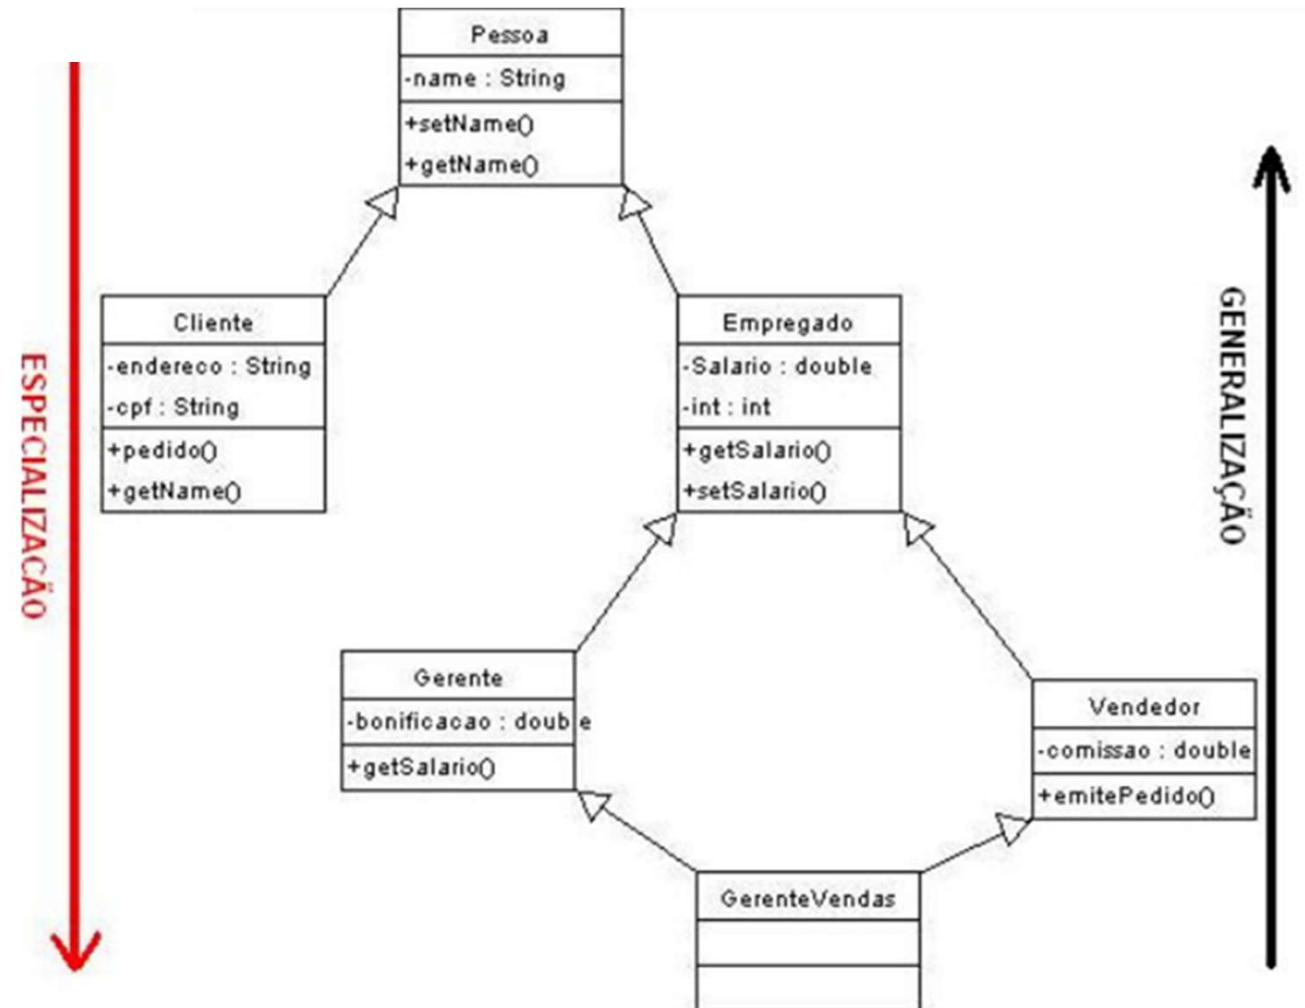 Pessoa
-name : String
+setName()
+getName()
Cliente
-endereco : String
-cpf : String
+pedido()
+getName()
Empregado
-Salario : double
-int : int
+getSalario()
+setSalario()
Gerente
-bonificacao : double
+getSalario()
Vendedor
-comissao : double
+emitePedido()
GerenteVendas
ESPECIALIZACÃO
GENERALIZAÇÃO